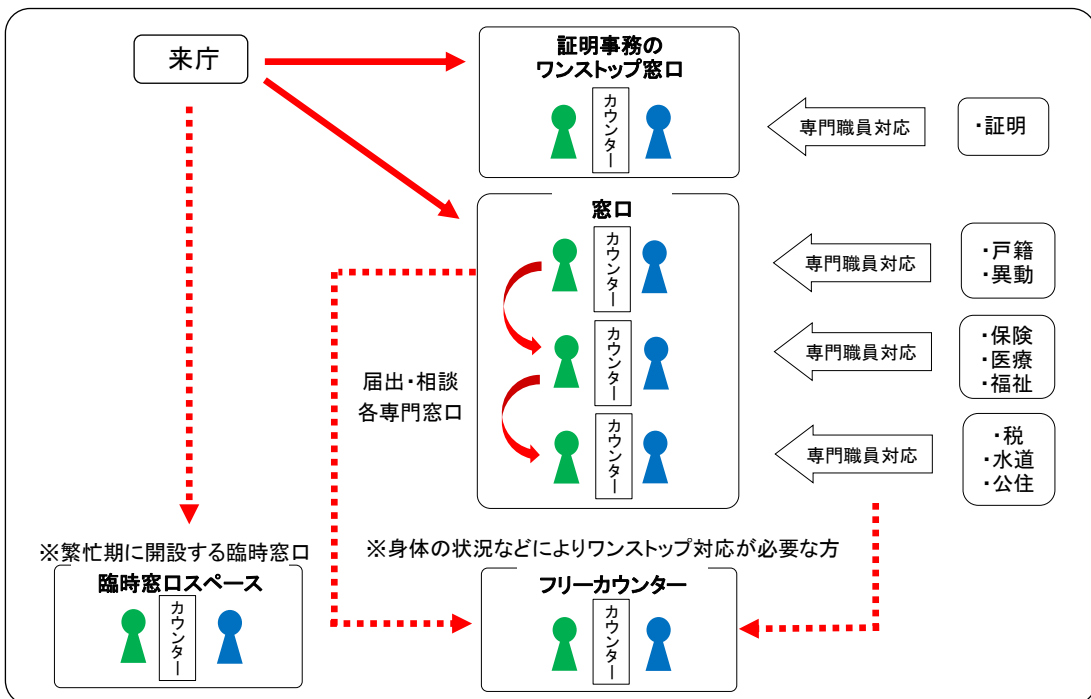 来庁
証明事務の
ワンストップ窓口
カウンター
専門職員対応
・証明
窓口
カウンター
専門職員対応
・戸籍
・異動
カウンター
専門職員対応
・保険
・医療
・福祉
届出・相談
各専門窓口
カウンター
専門職員対応
・税
・水道
・公住
※繁忙期に開設する臨時窓口
臨時窓口スペース
カウンター
※身体の状況などによりワンストップ対応が必要な方
フリーカウンター
カウンター